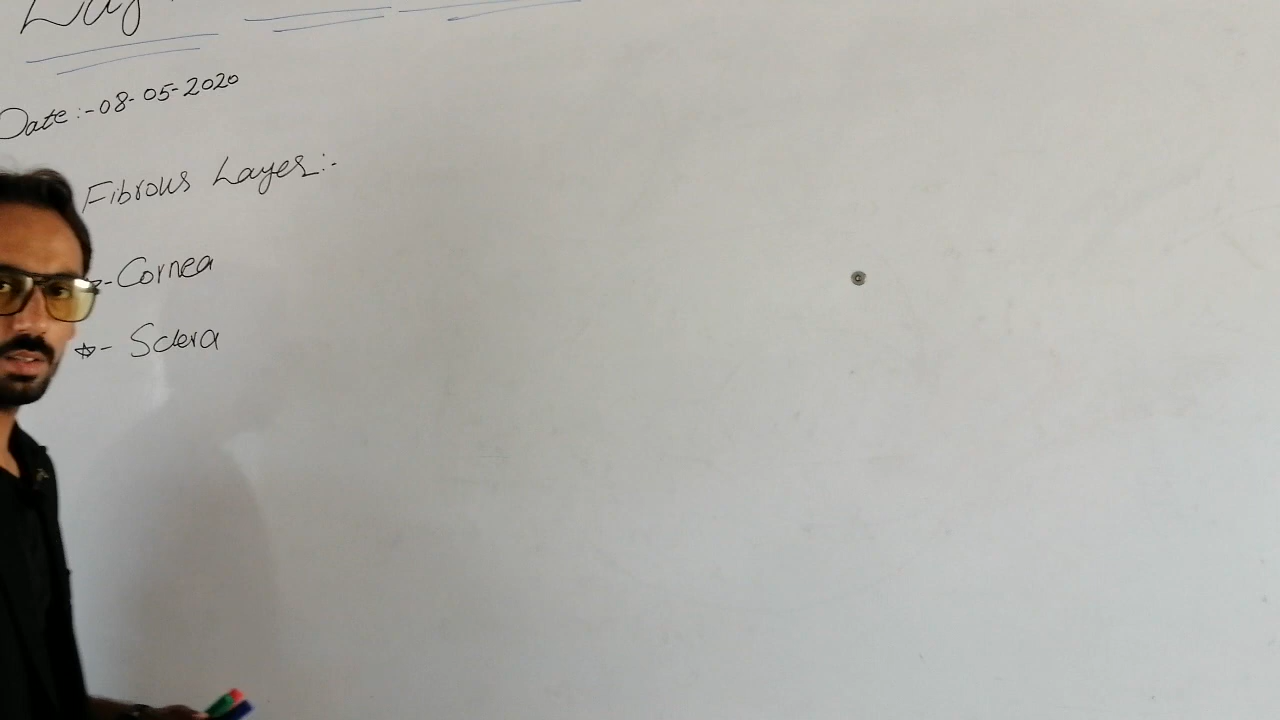 Date :- 08-05-2020
Fibrous Layer:-
- Cornea
☆- Sclera